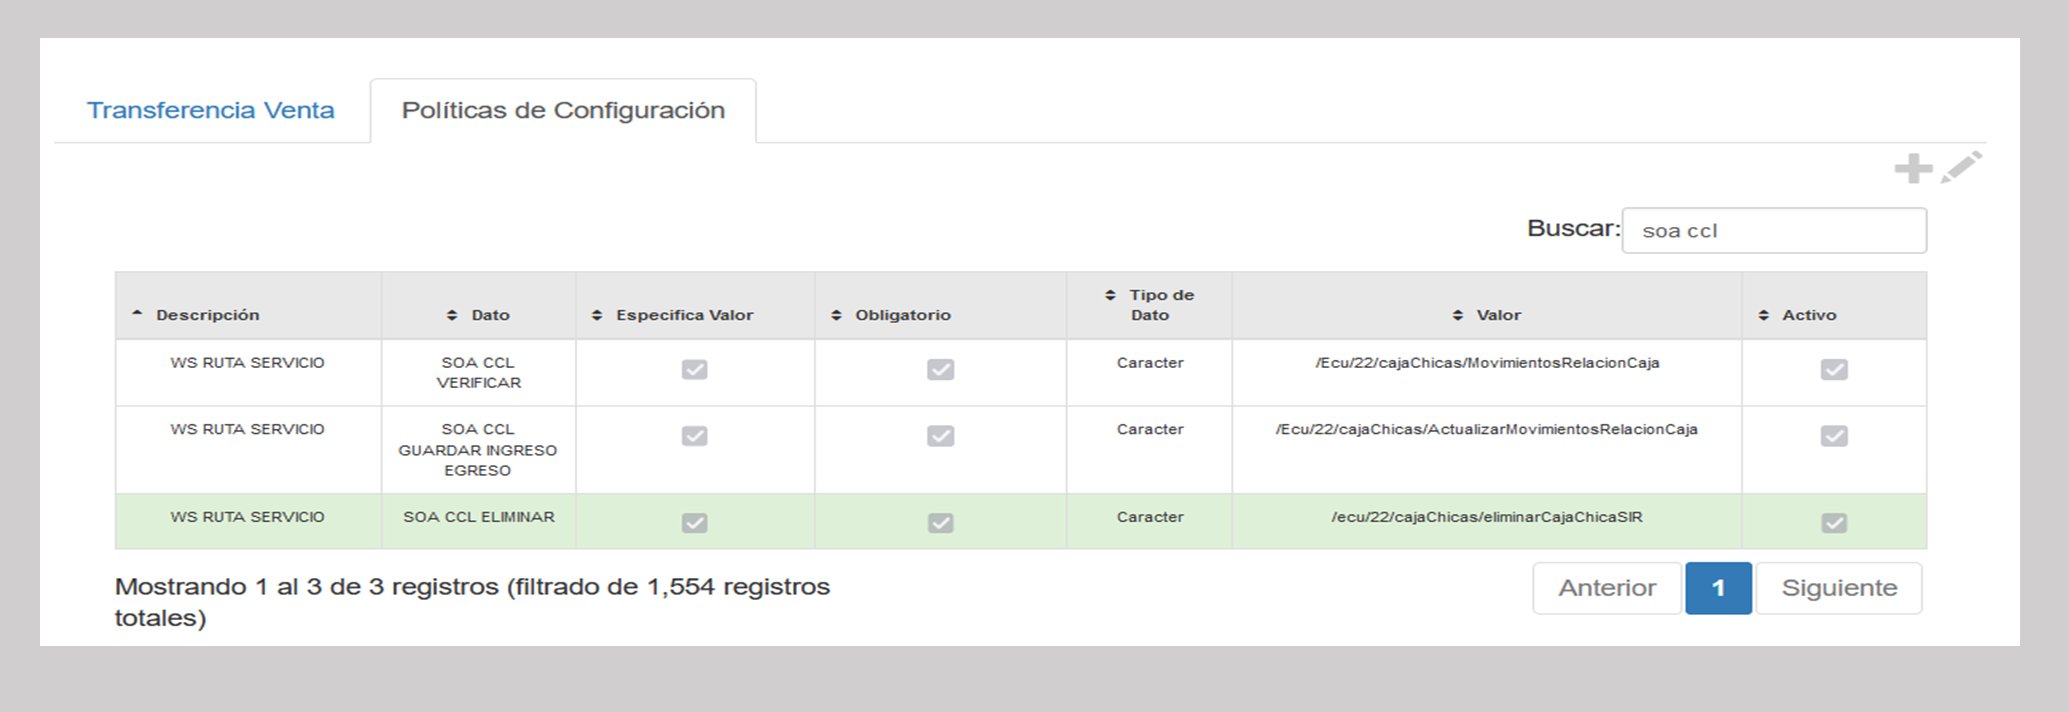 Transferencia Venta
Políticas de Configuración
Buscar: soa ccl
Descripción
Dato
Especifica Valor
Obligatorio
Tipo de
Dato
Valor
Activo
WS RUTA SERVICIO
SOA CCL
VERIFICAR
Caracter
/Ecu/22/cajaChicas/MovimientosRelacionCaja
WS RUTA SERVICIO
SOA CCL
GUARDAR INGRESO
EGRESO
Caracter
/Ecu/22/cajaChicas/ActualizarMovimientosRelacionCaja
WS RUTA SERVICIO
SOA CCL ELIMINAR
Caracter
/ecu/22/cajaChicas/eliminarCajaChicaSIR
Mostrando 1 al 3 de 3 registros (filtrado de 1,554 registros
totales)
Anterior
1
Siguiente